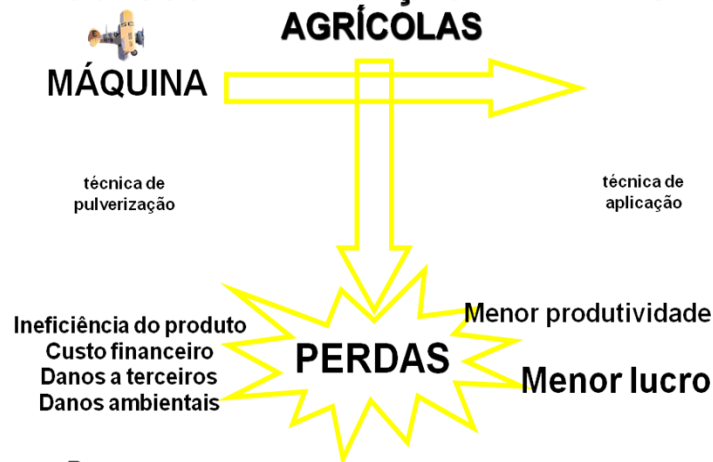 AGRÍCOLAS
MÁQUINA
técnica de
pulverização
técnica de
aplicação
Ineficiência do produto
Custo financeiro
Danos a terceiros
Danos ambientais
PERDAS
Menor produtividade
Menor lucro